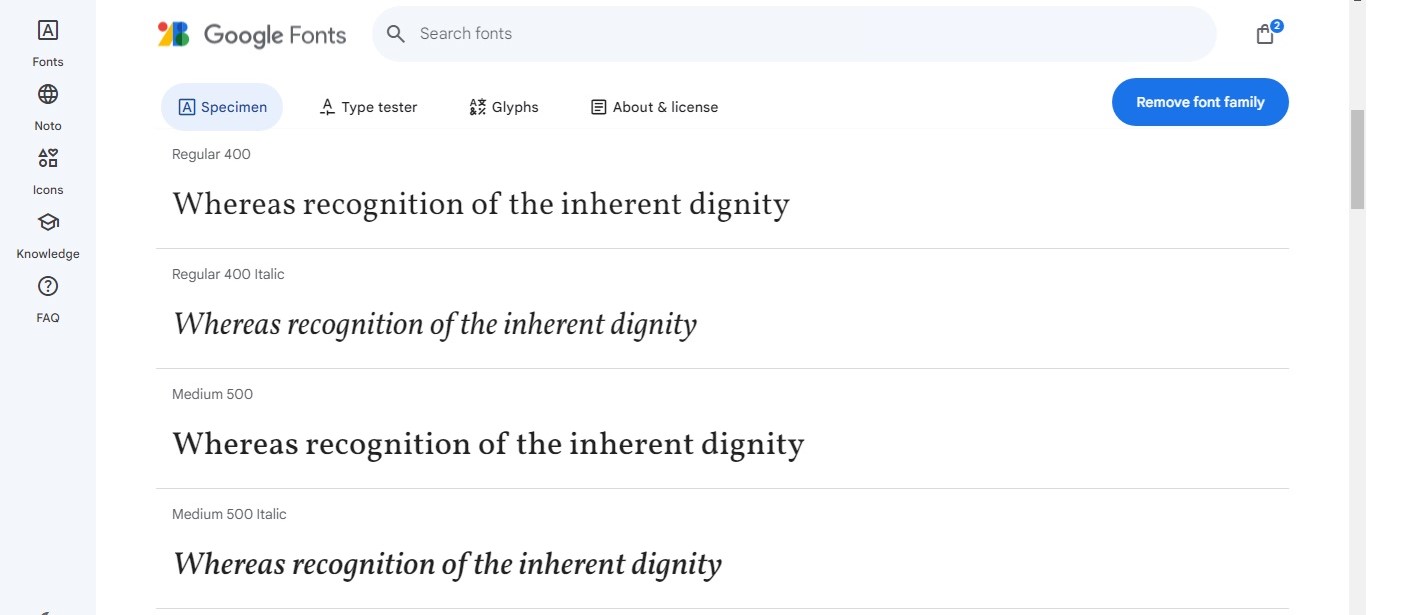 Google Fonts
Search fonts
2
Fonts
Noto
Icons
Knowledge
FAQ
Specimen
Type tester
Glyphs
About & license
Remove font family
Regular 400
Whereas recognition of the inherent dignity
Regular 400 Italic
Whereas recognition of the inherent dignity
Medium 500
Whereas recognition of the inherent dignity
Medium 500 Italic
Whereas recognition of the inherent dignity